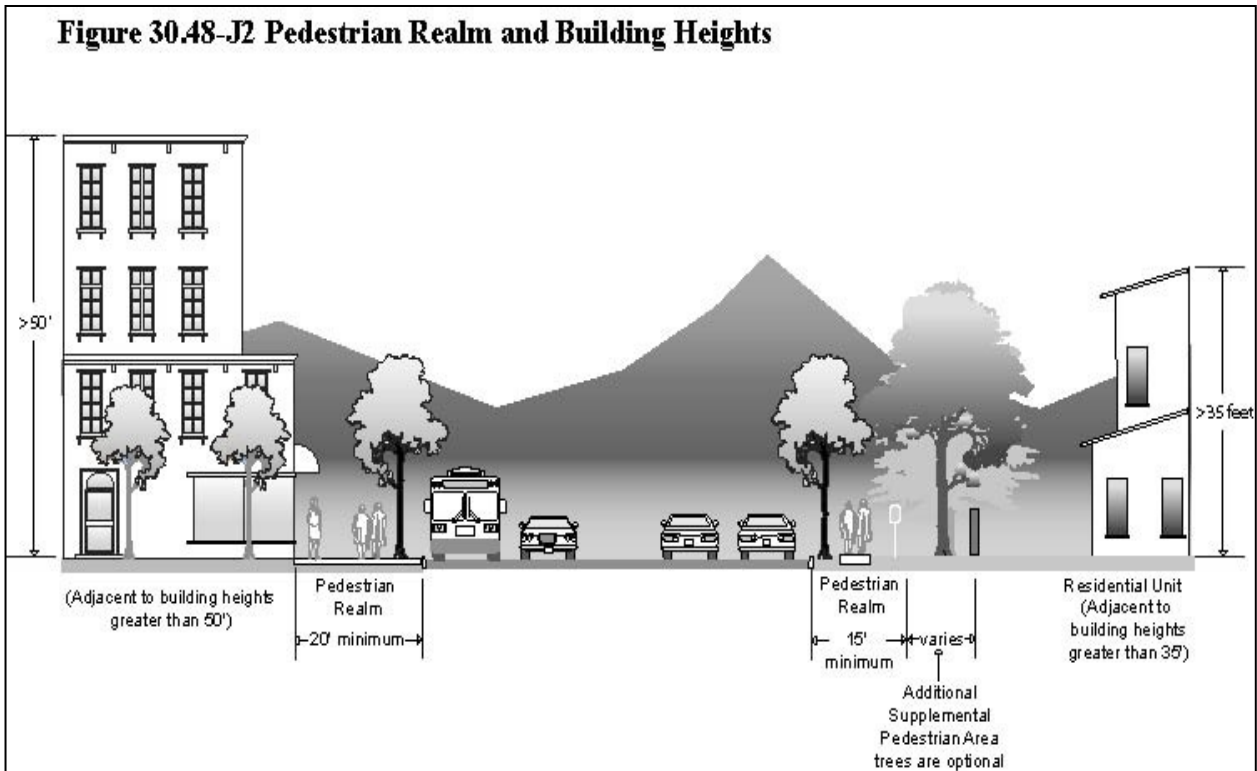 Figure 30.48-J2 Pedestrian Realm and Building Heights
>50'
>35 feet
(Adjacent to building heights
greater than 50')
Pedestrian
Realm
20' minimum
Pedestrian
Realm
15'
minimum
varies
Additional
Supplemental
Pedestrian Area
trees are optional
Residential Unit
(Adjacent to
building heights
greater than 35')